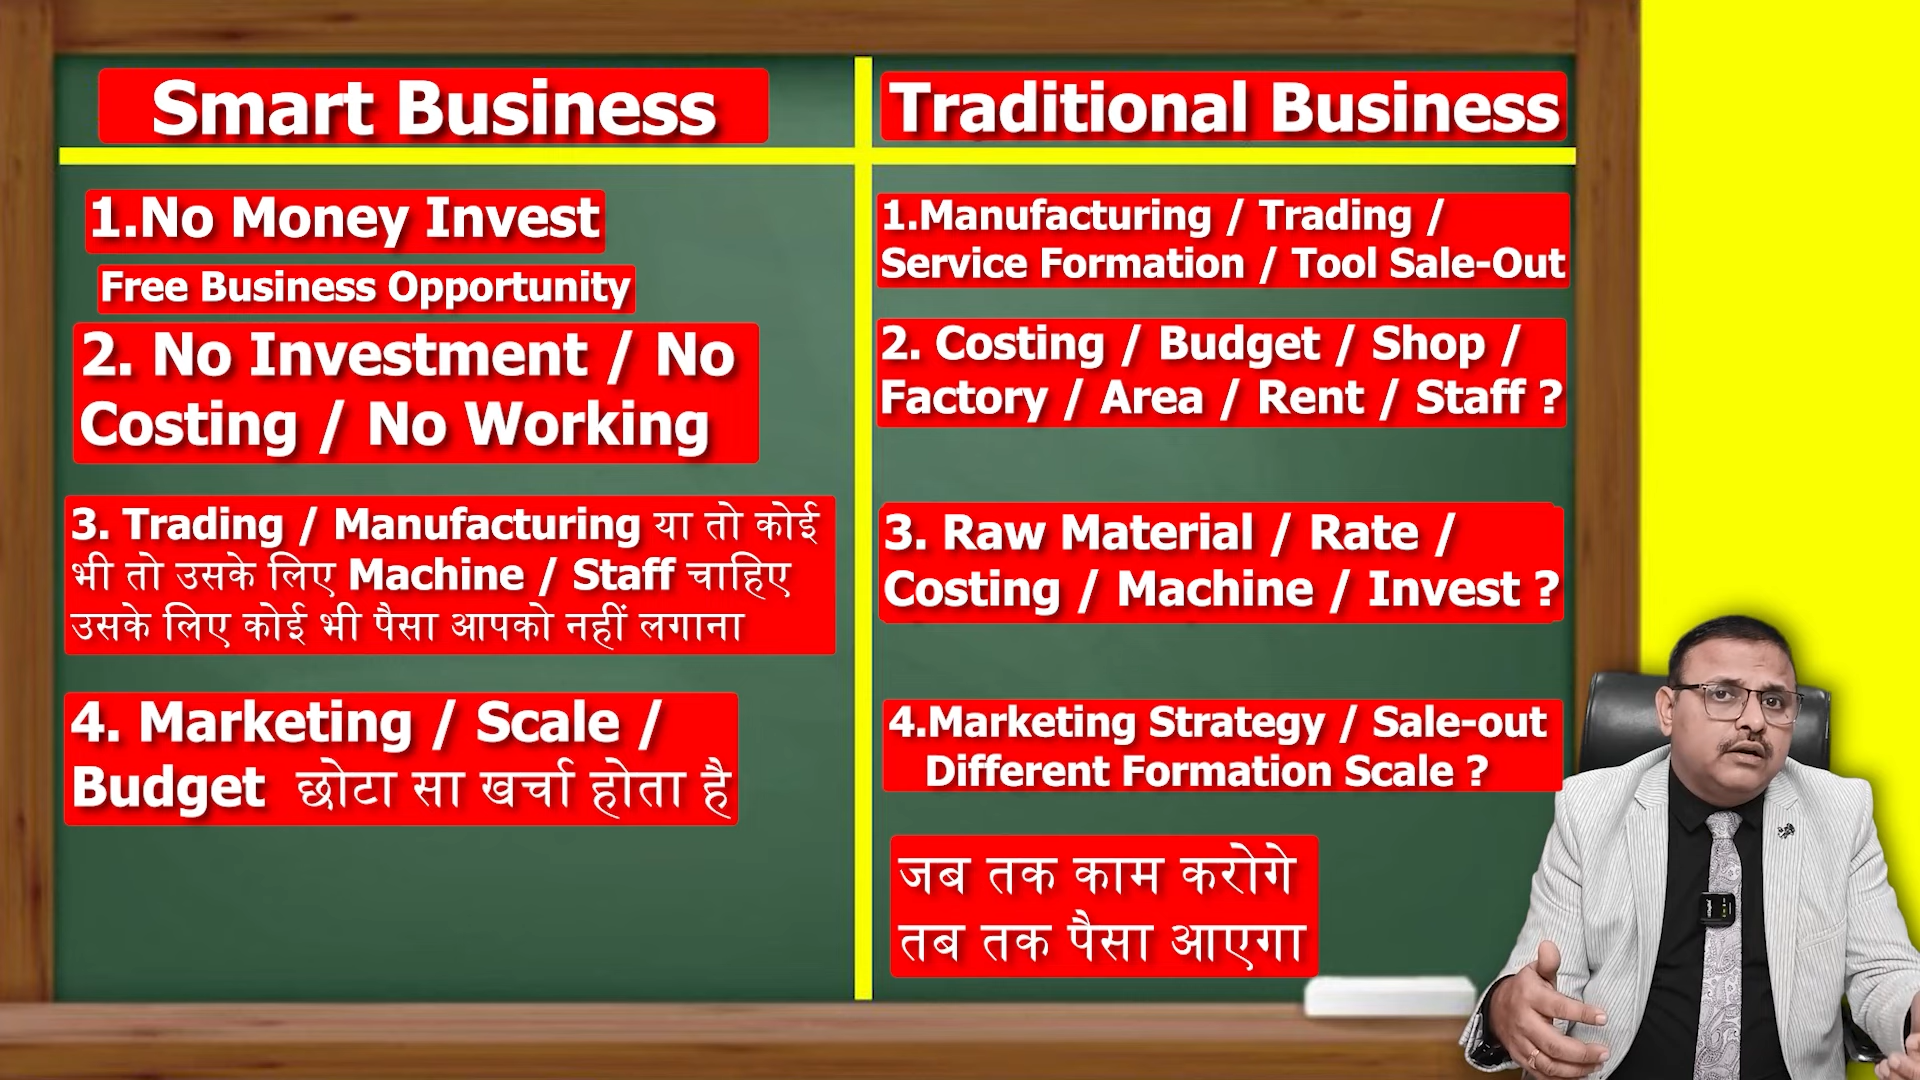 Smart Business
1.No Money Invest
Free Business Opportunity
2. No Investment / No
Costing / No Working
3. Trading / Manufacturing या तो कोई
भी तो उसके लिए Machine / Staff चाहिए
उसके लिए कोई भी पैसा आपको नहीं लगाना
4. Marketing / Scale /
Budget छोटा सा खर्चा होता है
Traditional Business
1.Manufacturing / Trading /
Service Formation / Tool Sale-Out
2. Costing / Budget / Shop /
Factory / Area / Rent / Staff ?
3. Raw Material / Rate /
Costing / Machine / Invest ?
4.Marketing Strategy / Sale-out
Different Formation Scale ?
जब तक काम करोगे
तब तक पैसा आएगा